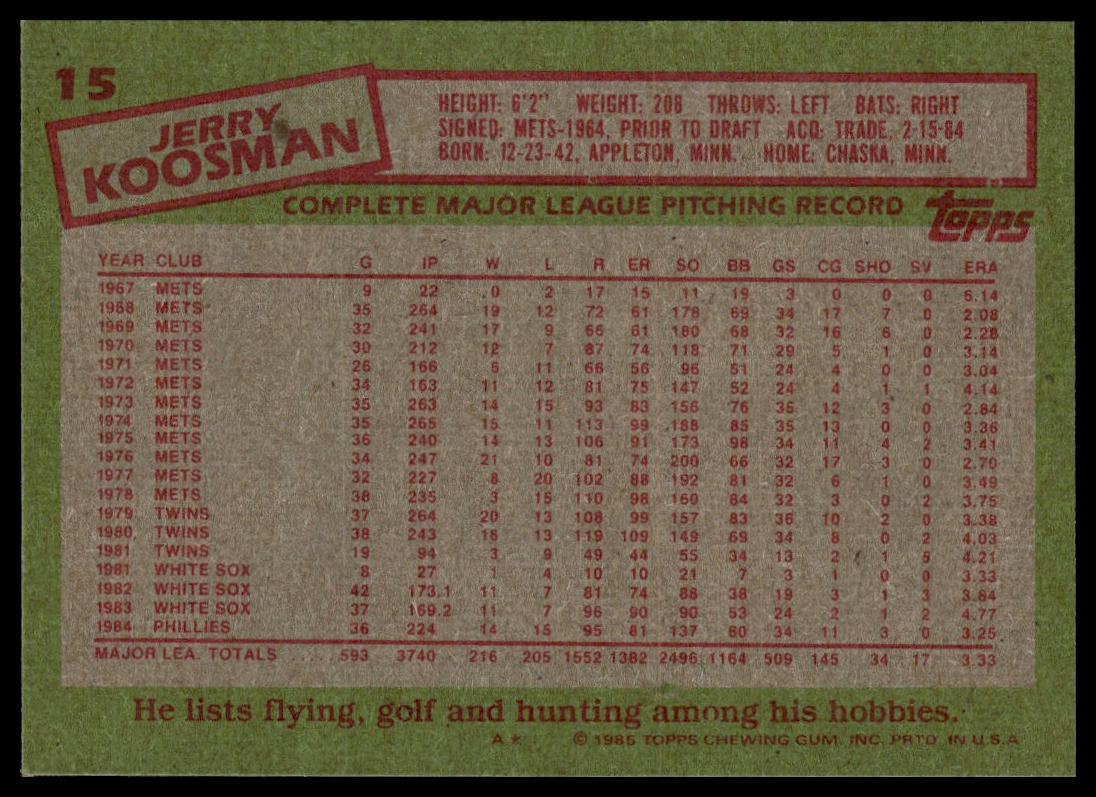 15
JERRY
KOOSMAN
HEIGHT: 6'2" WEIGHT: 208 THROWS: LEFT BATS: RIGHT
SIGNED: METS-1964, PRIOR TO DRAFT ACQ: TRADE, 2-15-84
BORN: 12-23-42, APPLETON, MINN. HOME: CHASKA, MINN.
COMPLETE MAJOR LEAGUE PITCHING RECORD
TOPPS
YEAR CLUB G IP W L R ER SO BB GS CG SHO SV ERA
1967 METS 9 22 0 2 17 15 11 19 3 0 0 0 6.14
1968 METS 35 264 19 12 72 61 178 69 34 17 7 0 2.08
1969 METS 32 241 17 9 66 61 180 68 32 16 6 0 2.28
1970 METS 30 212 12 7 87 74 118 71 29 5 1 0 3.14
1971 METS 26 166 6 11 66 56 96 51 24 4 0 0 3.04
1972 METS 34 163 11 12 81 75 147 52 24 4 1 1 4.14
1973 METS 35 263 14 15 93 83 156 76 35 12 3 0 2.84
1974 METS 35 265 15 11 113 99 188 85 35 13 0 0 3.36
1975 METS 36 240 14 13 106 91 173 98 34 11 4 2 3.41
1976 METS 34 247 21 10 81 74 200 66 32 17 3 0 2.70
1977 METS 32 227 8 20 102 88 192 81 32 6 1 0 3.49
1978 METS 38 235 3 15 110 98 160 84 32 3 0 2 3.75
1979 TWINS 37 264 20 13 108 99 157 83 36 10 2 0 3.38
1980 TWINS 38 243 16 13 119 109 149 69 34 8 0 2 4.03
1981 TWINS 19 94 3 9 49 44 55 34 13 2 1 5 4.21
1981 WHITE SOX 8 27 1 4 10 10 21 7 3 1 0 0 3.33
1982 WHITE SOX 42 173.1 11 7 81 74 88 38 19 3 1 3 3.84
1983 WHITE SOX 37 169.2 11 7 96 90 90 53 24 2 1 2 4.77
1984 PHILLIES 36 224 14 15 95 81 137 60 34 11 3 0 3.25
MAJOR LEA. TOTALS ..... 593 3740 216 205 1552 1382 2496 1164 509 145 34 17 3.33
He lists flying, golf and hunting among his hobbies.
A* © 1985 TOPPS CHEWING GUM, INC. PRTD. IN U.S.A.